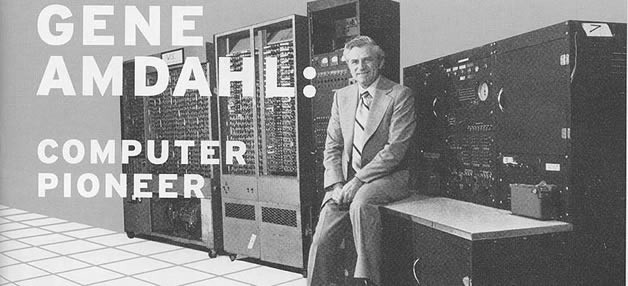 GENE
AMDAHL:
COMPUTER
PIONEER